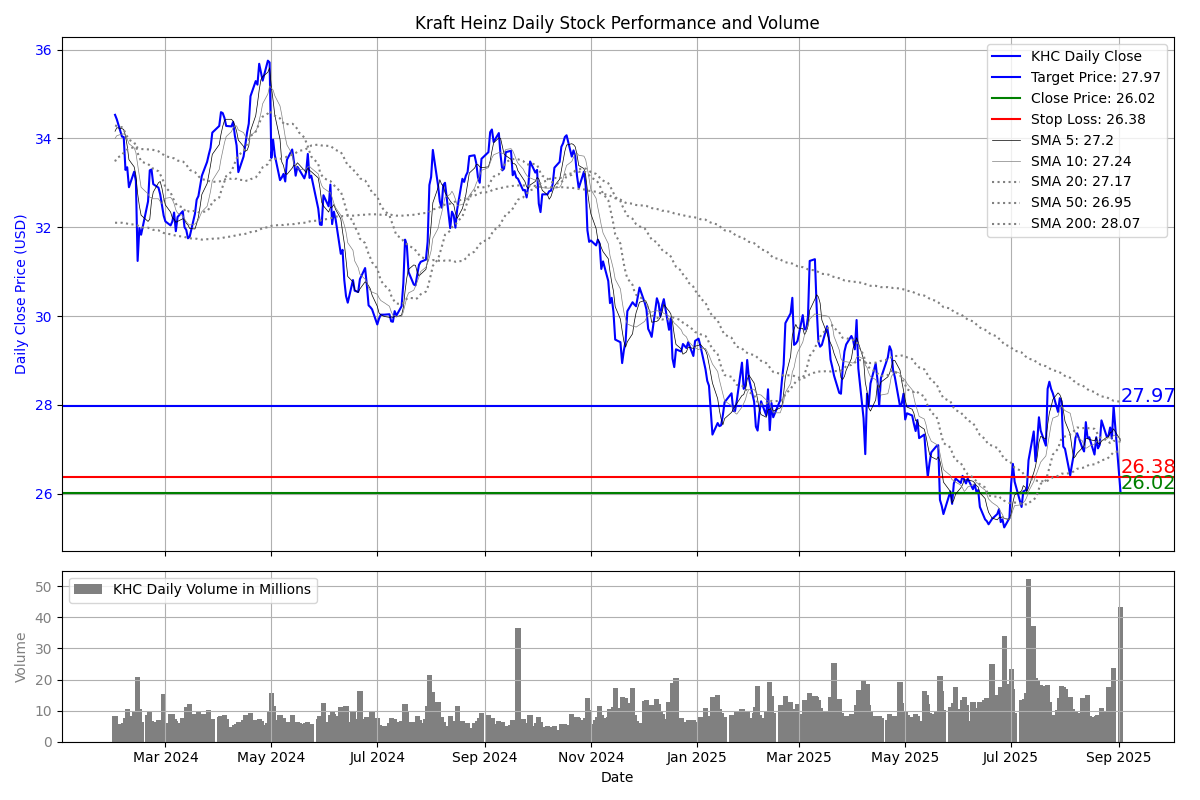 Kraft Heinz Daily Stock Performance and Volume
36
34
32
30
28
26
Daily Close Price (USD)
KHC Daily Close
Target Price: 27.97
Close Price: 26.02
Stop Loss: 26.38
SMA 5: 27.2
SMA 10: 27.24
SMA 20: 27.17
SMA 50: 26.95
SMA 200: 28.07
27.97
26.38
26.02
50
40
30
20
10
0
Volume
KHC Daily Volume in Millions
Mar 2024 May 2024 Jul 2024 Sep 2024 Nov 2024 Jan 2025 Mar 2025 May 2025 Jul 2025 Sep 2025
Date